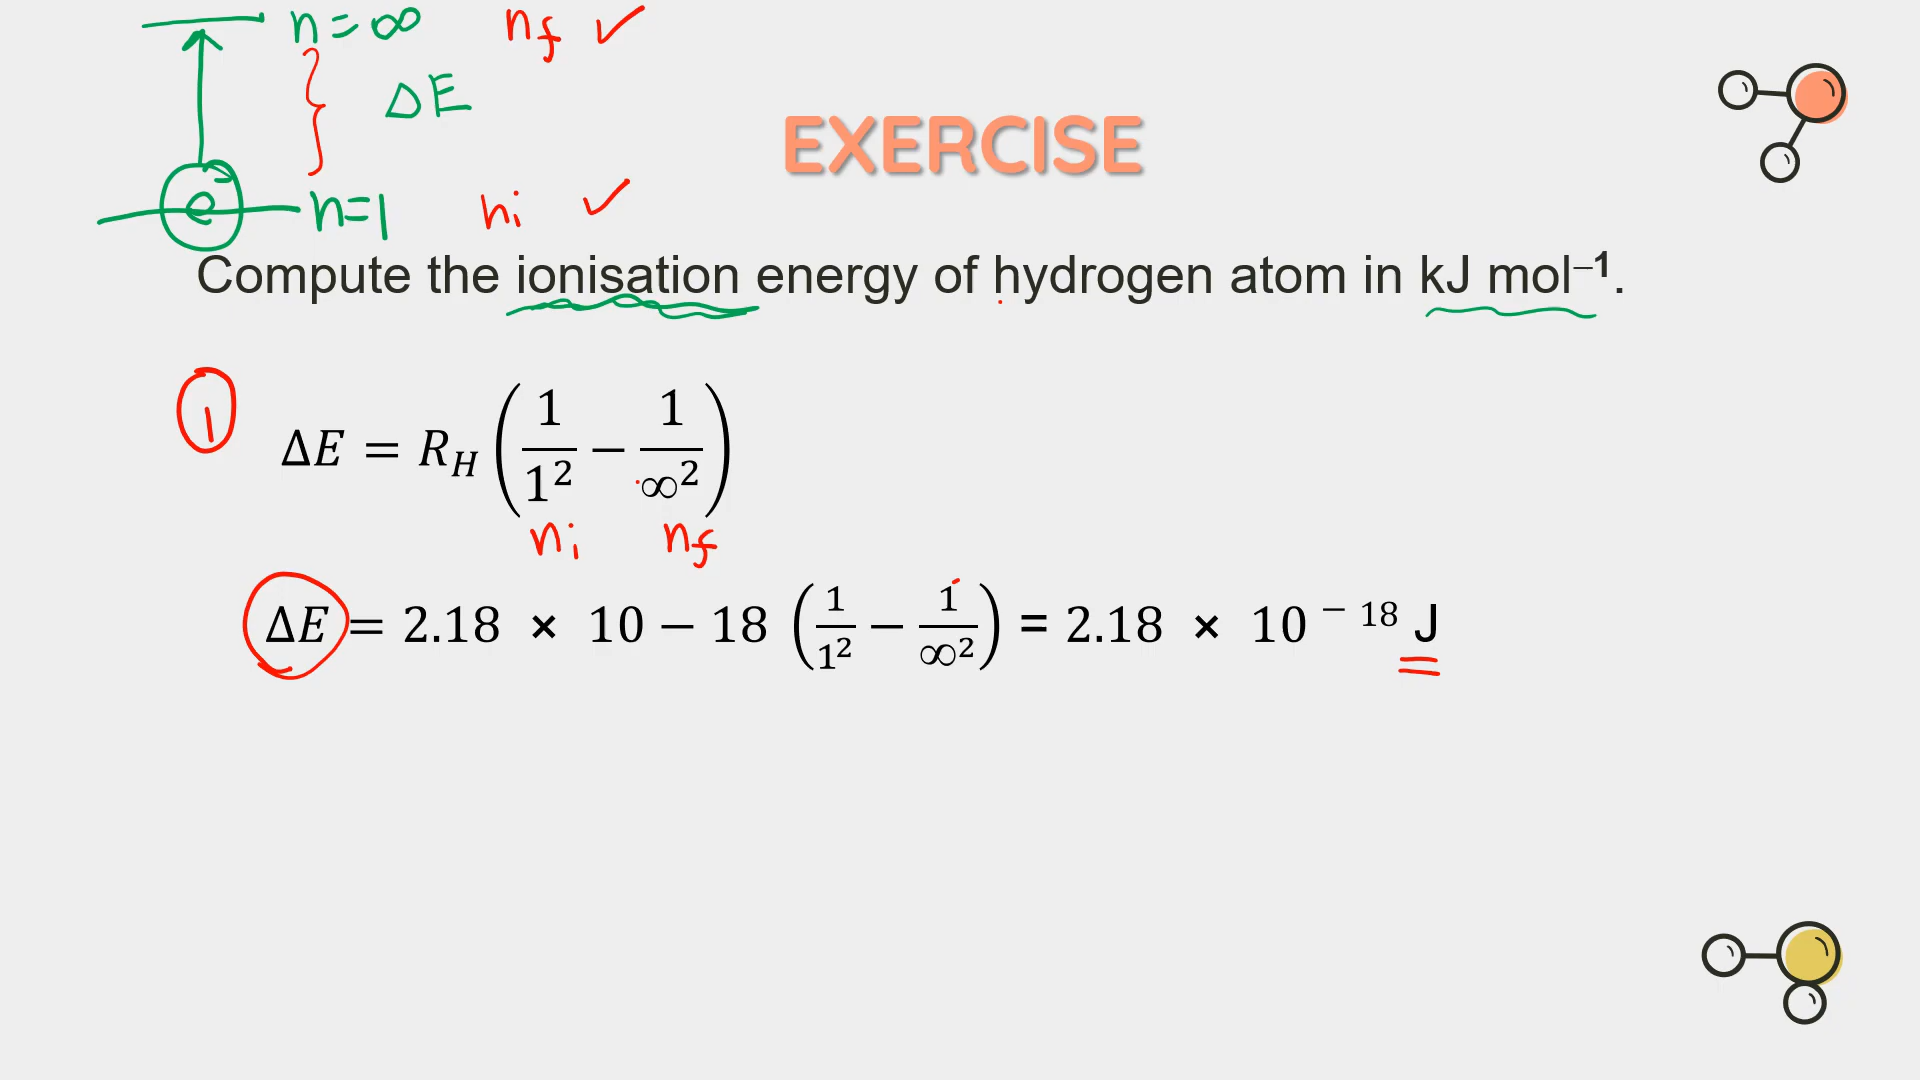 n=∞ nf ✓
ΔE
EXERCISE
e⁻ n=1 ni ✓
Compute the ionisation energy of hydrogen atom in kJ mol⁻¹.
1
ΔE = R_H (1/1² − 1/∞²)
ni nf
ΔE = 2.18 × 10 − 18 (1/1² − 1/∞²) = 2.18 × 10 ⁻ ¹⁸ J